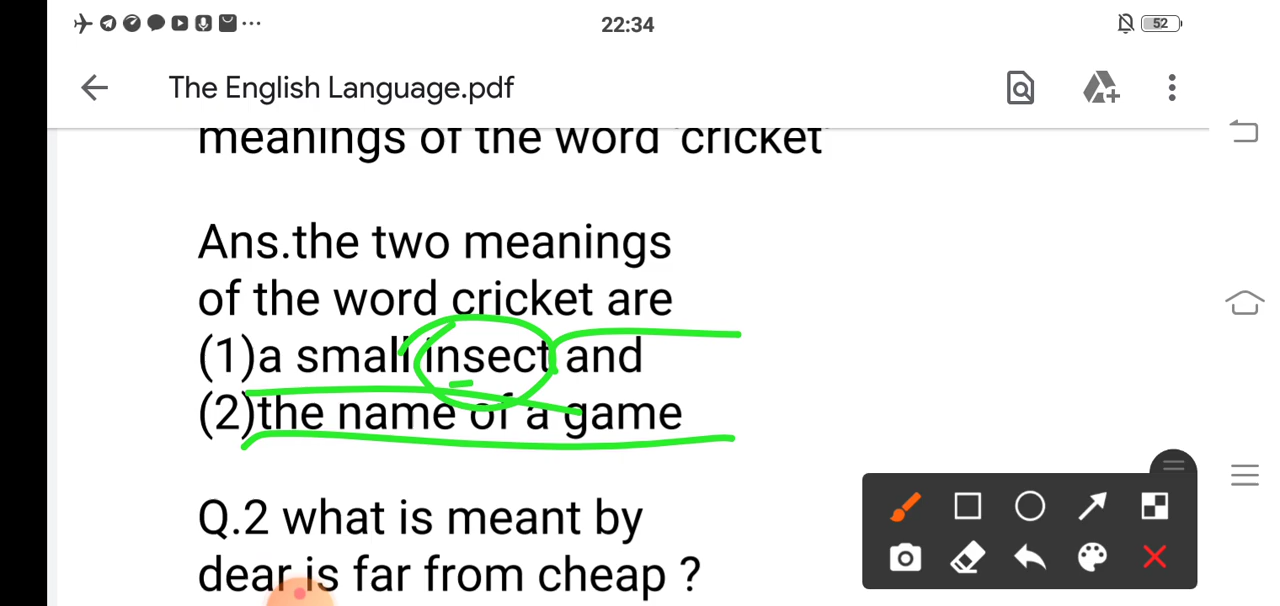 22:34
52
The English Language.pdf
meanings of the word 'cricket'
Ans.the two meanings
of the word cricket are
(1)a small insect and
(2)the name of a game
Q.2 what is meant by
dear is far from cheap ?